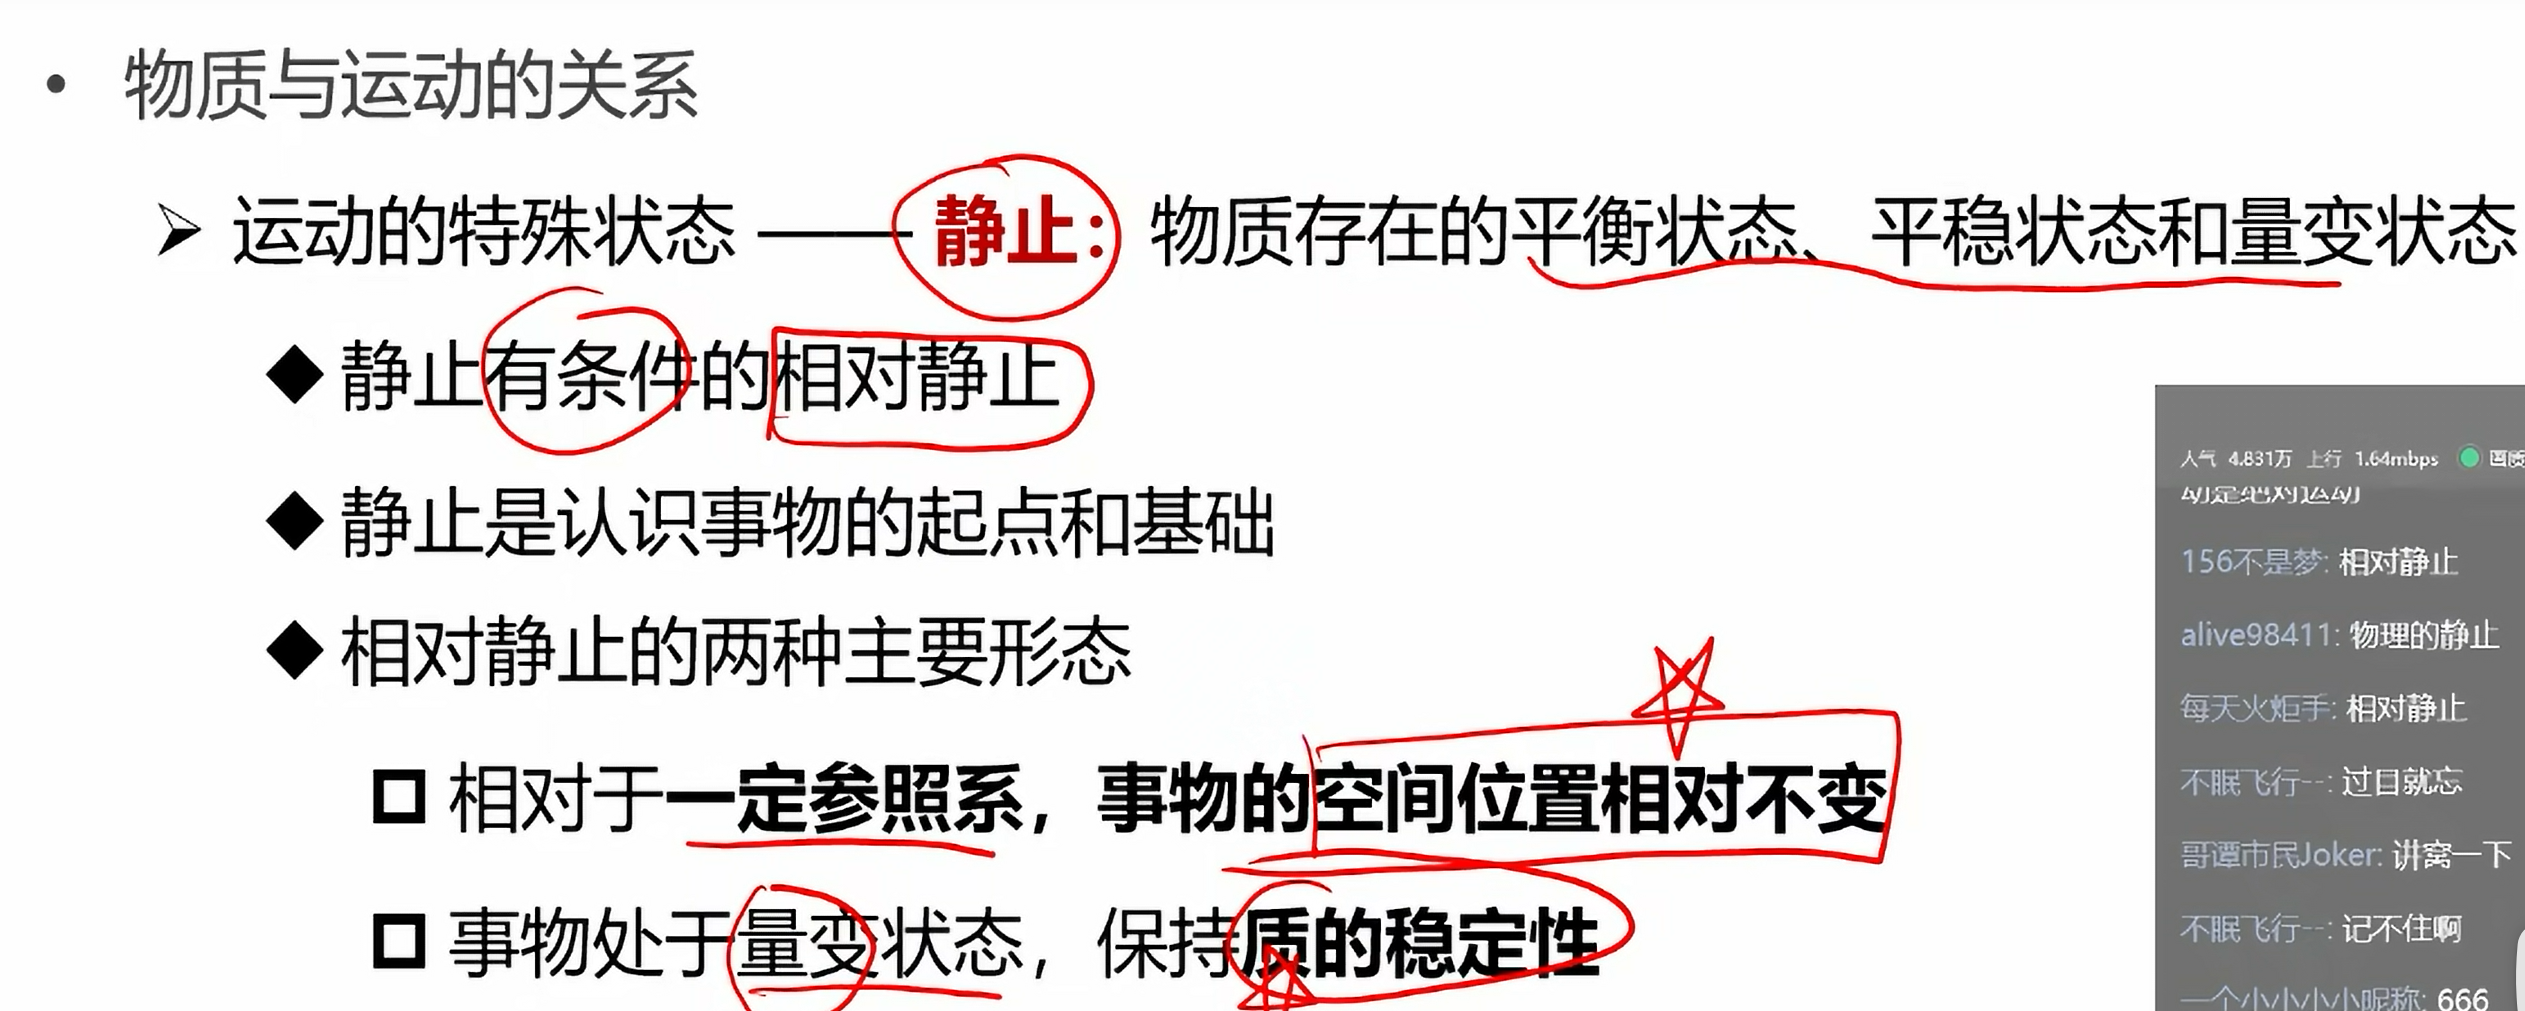 • 物质与运动的关系
➢ 运动的特殊状态 —— 静止：物质存在的平衡状态、平稳状态和量变状态
◆ 静止有条件的相对静止
◆ 静止是认识事物的起点和基础
◆ 相对静止的两种主要形态
相对于一定参照系，事物的空间位置相对不变
事物处于量变状态，保持质的稳定性
人气 4.831万 上行 1.64mbps
动是绝对运动
156不是梦: 相对静止
alive98411: 物理的静止
每天火炬手: 相对静止
不眠飞行--: 过目就忘
哥谭市民Joker: 讲窝一下
不眠飞行--: 记不住啊
一个小小小小昵称: 666